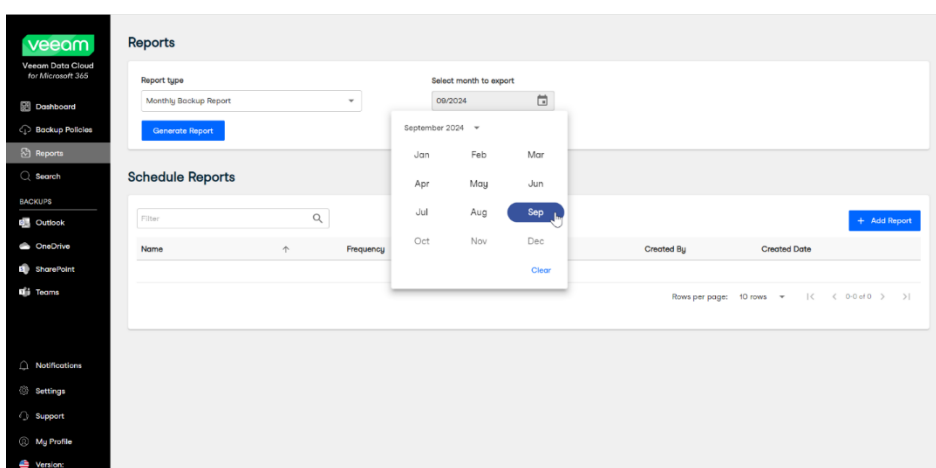 veeam
Veeam Data Cloud
for Microsoft 365
Dashboard
Backup Policies
Reports
Search
BACKUPS
Outlook
OneDrive
SharePoint
Teams
Notifications
Settings
Support
My Profile
Version:
Reports
Report type
Select month to export
Monthly Backup Report
09/2024
Generate Report
September 2024
Jan Feb Mar
Apr May Jun
Jul Aug Sep
Oct Nov Dec
Clear
Schedule Reports
Filter
+ Add Report
Name Frequency Created By Created Date
Rows per page: 10 rows 0-0 of 0